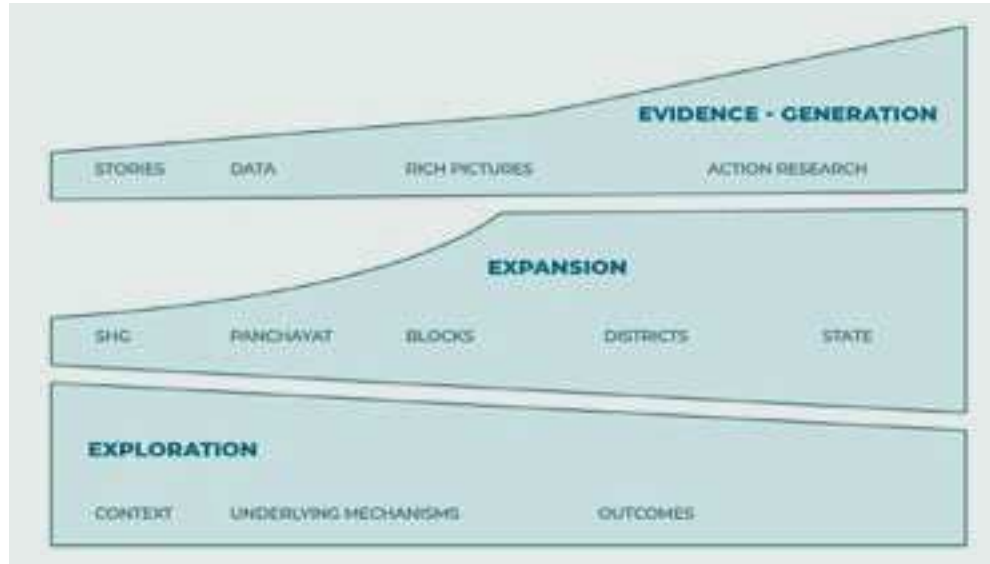 EVIDENCE - GENERATION
STORIES DATA RICH PICTURES ACTION RESEARCH
EXPANSION
SHG PANCHAYAT BLOCKS DISTRICTS STATE
EXPLORATION
CONTEXT UNDERLYING MECHANISMS OUTCOMES